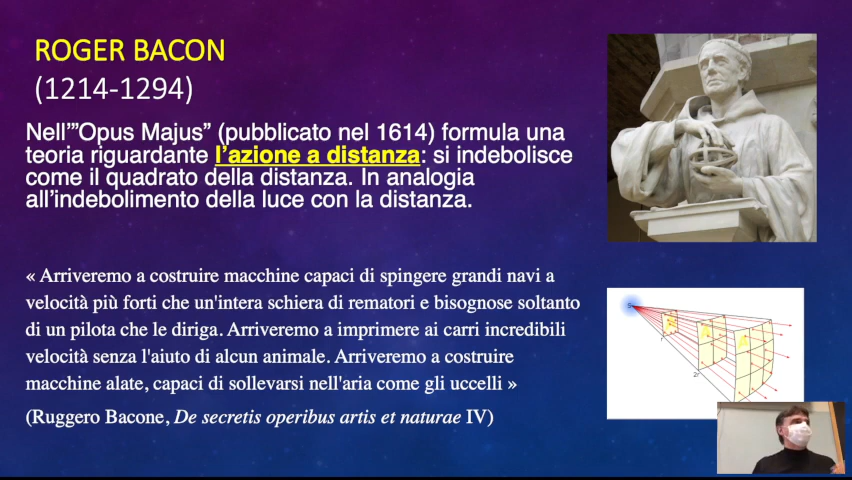 ROGER BACON
(1214-1294)
Nell’”Opus Majus” (pubblicato nel 1614) formula una
teoria riguardante l’azione a distanza: si indebolisce
come il quadrato della distanza. In analogia
all’indebolimento della luce con la distanza.
« Arriveremo a costruire macchine capaci di spingere grandi navi a
velocità più forti che un'intera schiera di rematori e bisognose soltanto
di un pilota che le diriga. Arriveremo a imprimere ai carri incredibili
velocità senza l'aiuto di alcun animale. Arriveremo a costruire
macchine alate, capaci di sollevarsi nell'aria come gli uccelli »
(Ruggero Bacone, De secretis operibus artis et naturae IV)
S
A
A
A
r
2r